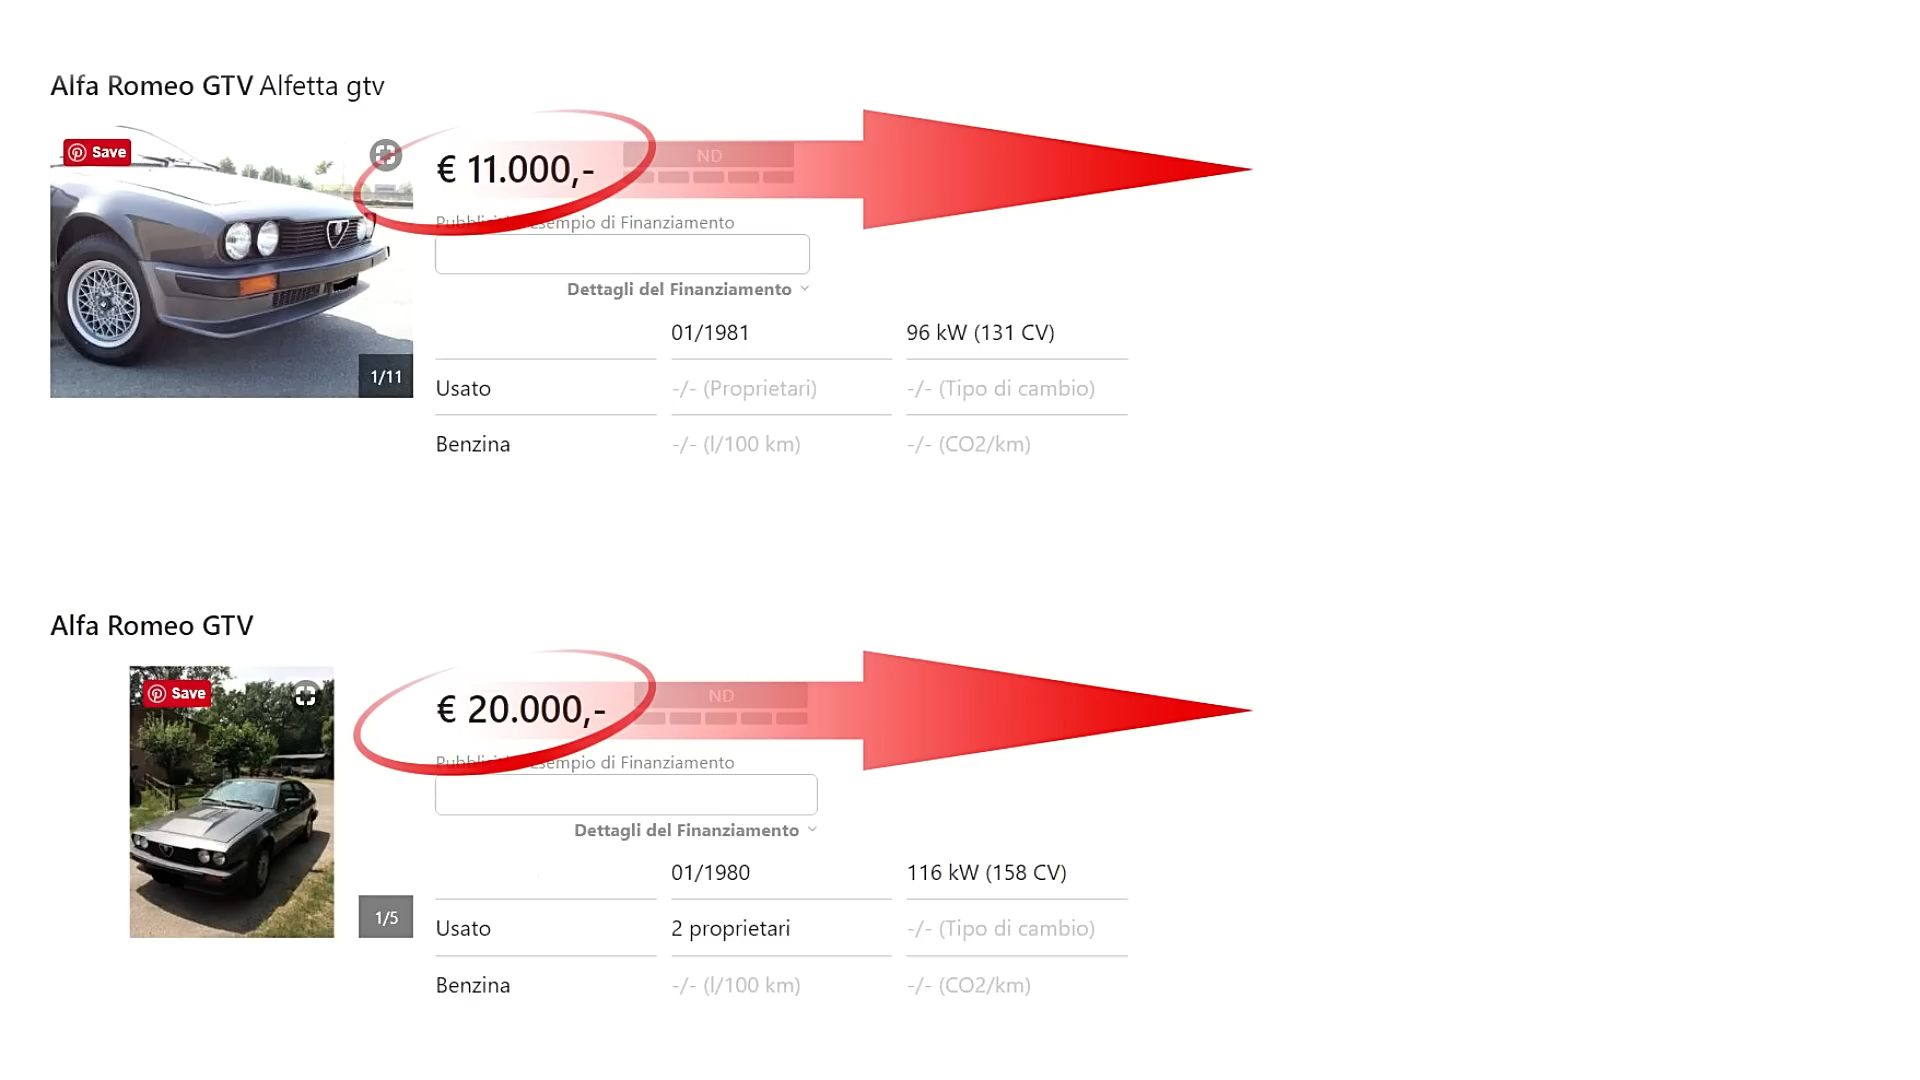 Alfa Romeo GTV Alfetta gtv
Save
€ 11.000,-
ND
Pubblicità: Esempio di Finanziamento
Dettagli del Finanziamento
1/11
01/1981 96 kW (131 CV)
Usato -/- (Proprietari) -/- (Tipo di cambio)
Benzina -/- (l/100 km) -/- (CO2/km)
Alfa Romeo GTV
Save
€ 20.000,-
ND
Pubblicità: Esempio di Finanziamento
Dettagli del Finanziamento
1/5
01/1980 116 kW (158 CV)
Usato 2 proprietari -/- (Tipo di cambio)
Benzina -/- (l/100 km) -/- (CO2/km)